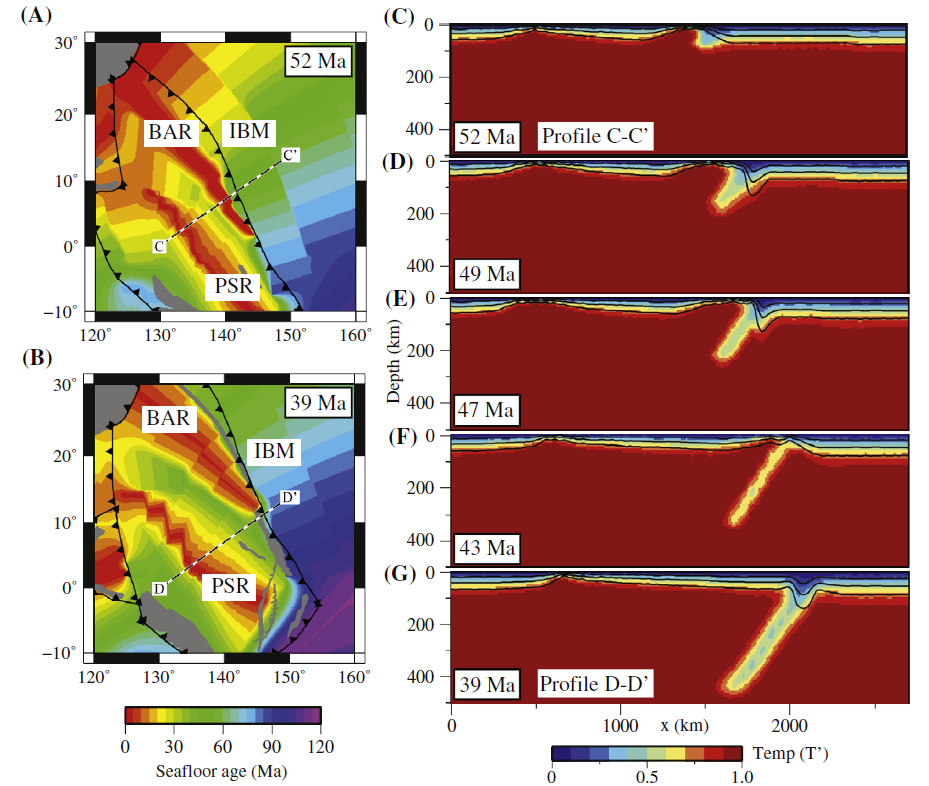 (A)
52 Ma
30°
20°
10°
0°
−10°
BAR
IBM
C
C'
PSR
120° 130° 140° 150° 160°
(B)
39 Ma
30°
20°
10°
0°
−10°
BAR
IBM
D
D'
PSR
120° 130° 140° 150° 160°
0 30 60 90 120
Seafloor age (Ma)
(C)
0
200
400
52 Ma
Profile C-C'
(D)
0
200
400
49 Ma
(E)
0
200
400
47 Ma
Depth (km)
(F)
0
200
400
43 Ma
(G)
0
200
400
39 Ma
Profile D-D'
0 1000 x (km) 2000
Temp (T')
0 0.5 1.0